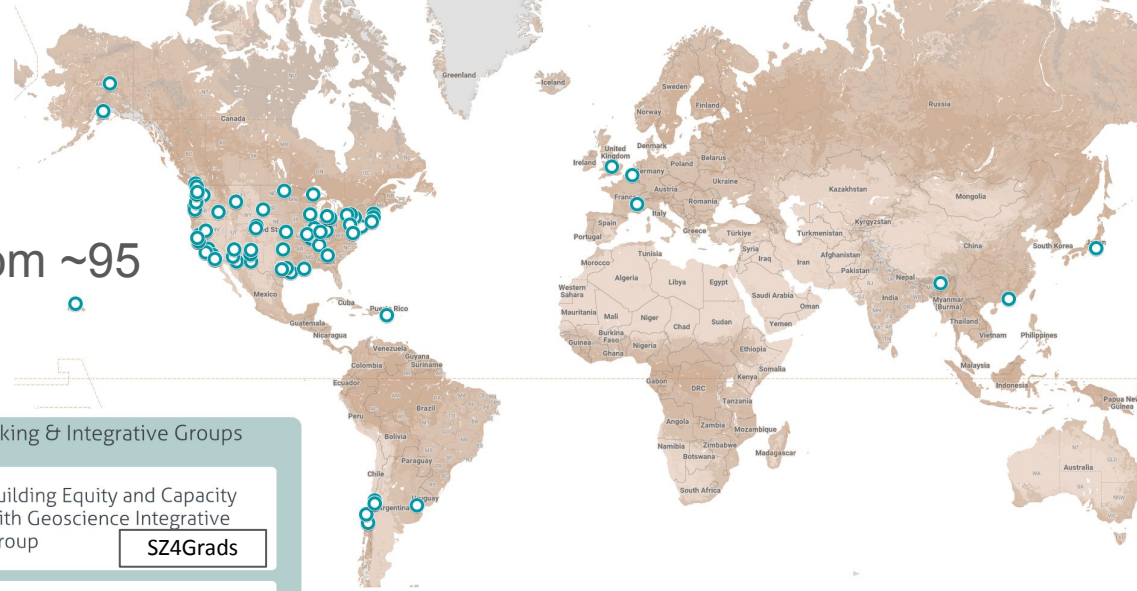 Greenland
Iceland
Sweden
Finland
Norway
Russia
Canada
United
Kingdom
Denmark
Ireland
Poland
Belarus
Ukraine
Austria
Romania
Kazakhstan
Mongolia
Italy
Spain
Portugal
Greece
Türkiye
Kyrgyzstan
Turkmenistan
China
South Korea
Syria
Iraq
Iran
Afghanistan
Pakistan
Nepal
Tunisia
Morocco
Algeria
Libya
Egypt
Western
Sahara
Saudi Arabia
Oman
India
Myanmar
(Burma)
om ~95
Mexico
Cuba
Puerto Rico
Guatemala
Nicaragua
Mauritania
Mali
Niger
Chad
Sudan
Yemen
Thailand
Vietnam
Philippines
Burkina
Faso
Guinea
Ghana
Nigeria
Ethiopia
Venezuela
Guyana
Suriname
Colombia
Ecuador
Somalia
Kenya
Gabon
DRC
Malaysia
Indonesia
Papua New
Guinea
Tanzania
Peru
Brazil
Bolivia
Angola
Zambia
Mozambique
Namibia
Zimbabwe
Botswana
Madagascar
Paraguay
Chile
Uruguay
Argentina
South Africa
Australia
king & Integrative Groups
uilding Equity and Capacity
ith Geoscience Integrative
roup
SZ4Grads